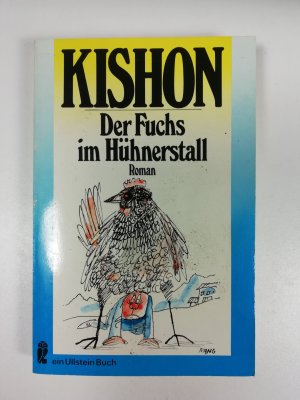 KISHON
Der Fuchs
im Hühnerstall
Roman
ein Ullstein Buch